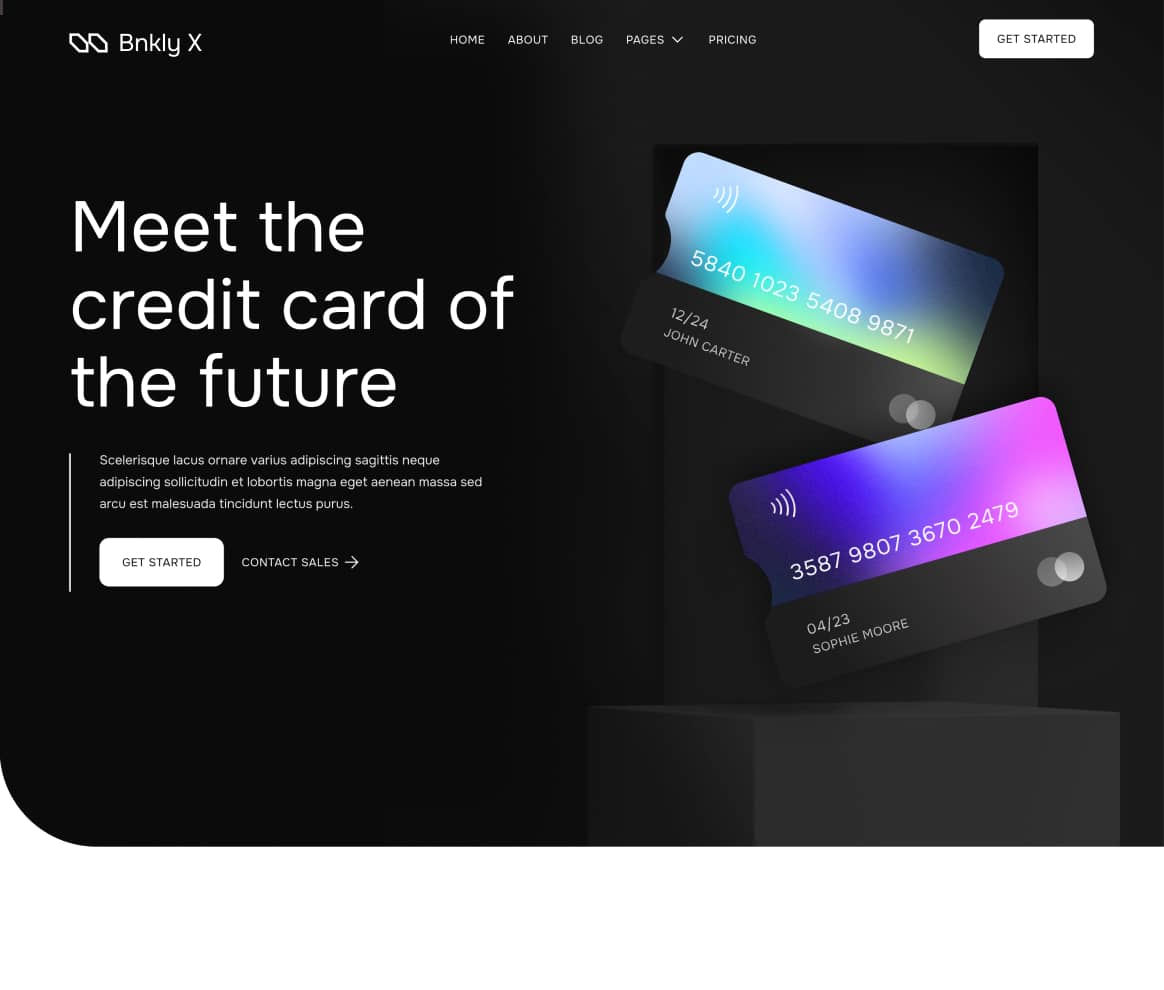 Bnkly X
HOME
ABOUT
BLOG
PAGES
PRICING
GET STARTED
Meet the
credit card of
the future
Scelerisque lacus ornare varius adipiscing sagittis neque
adipiscing sollicitudin et lobortis magna eget aenean massa sed
arcu est malesuada tincidunt lectus purus.
GET STARTED
CONTACT SALES
5840 1023 5408 9871
12/24
JOHN CARTER
3587 9807 3670 2479
04/23
SOPHIE MOORE